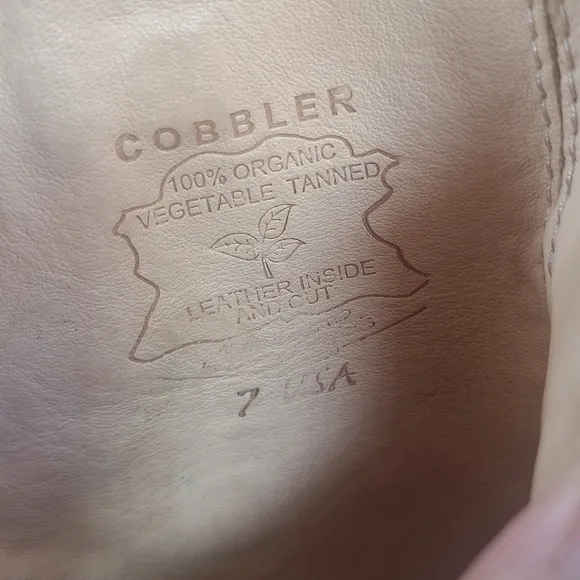 COBBLER
100% ORGANIC
VEGETABLE TANNED
LEATHER INSIDE
AND OUT
7 USA